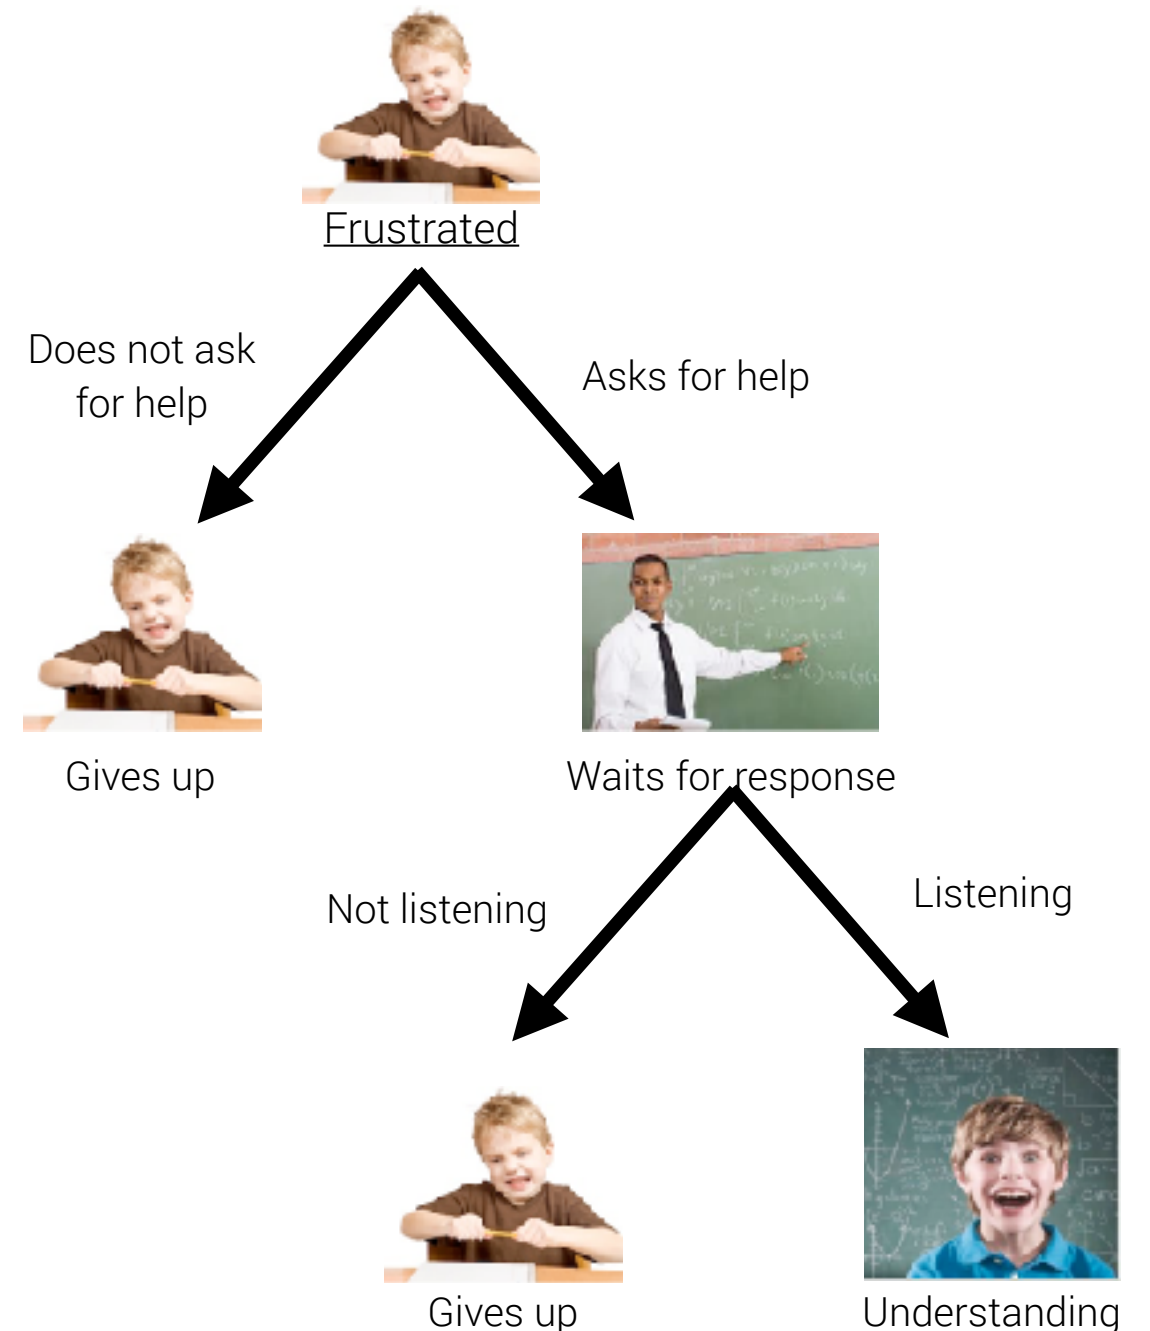 Frustrated
Does not ask
for help
Asks for help
Gives up
Waits for response
Not listening
Listening
Gives up
Understanding